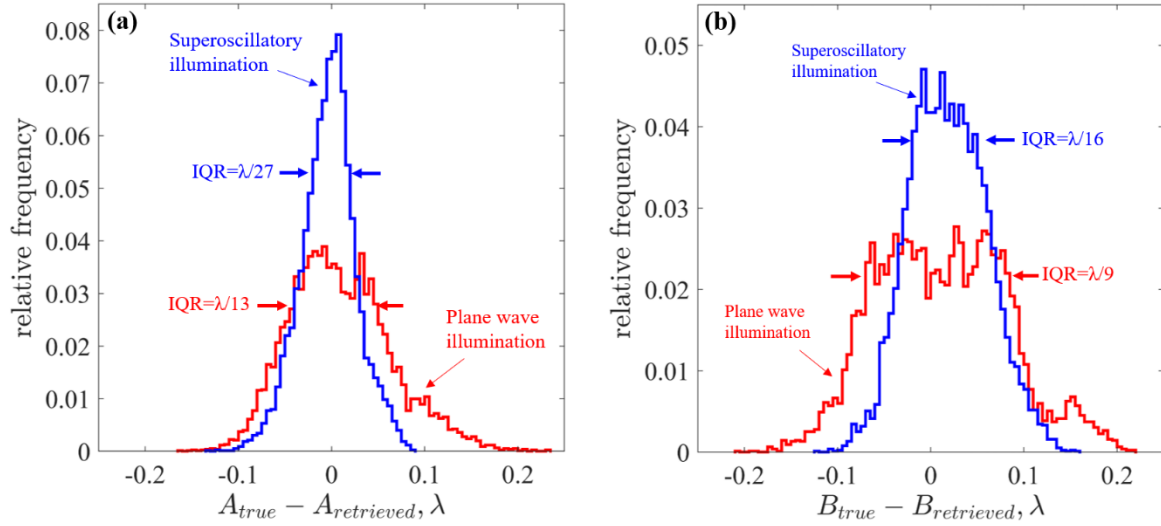 (a)
0.08
0.07
0.06
0.05
0.04
0.03
0.02
0.01
0
relative frequency
Superoscillatory
illumination
IQR=λ/27
IQR=λ/13
Plane wave
illumination
-0.2
-0.1
0
0.1
0.2
A_true − A_retrieved, λ
(b)
0.05
0.04
0.03
0.02
0.01
0
relative frequency
Superoscillatory
illumination
IQR=λ/16
IQR=λ/9
Plane wave
illumination
-0.2
-0.1
0
0.1
0.2
B_true − B_retrieved, λ